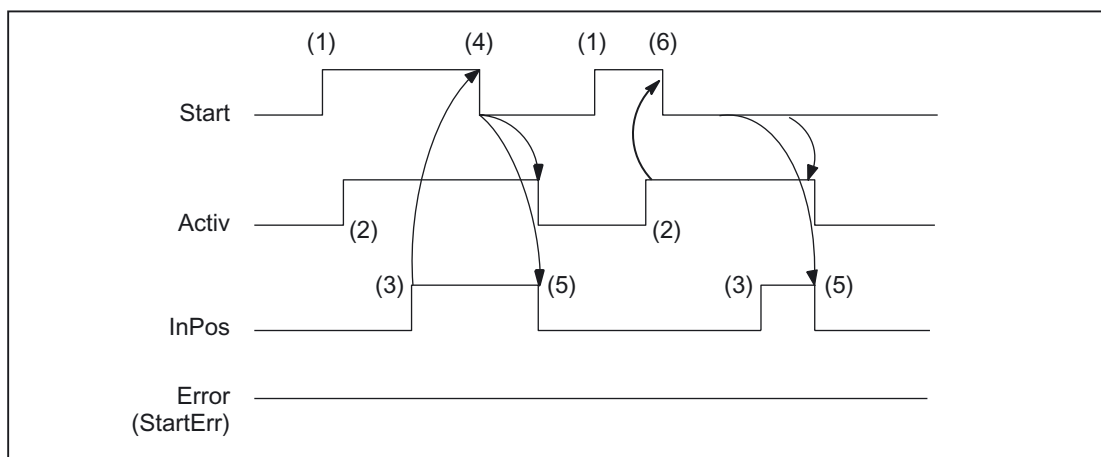 (1) (4) (1) (6)
Start
Activ
(2) (2)
(3) (5) (3) (5)
InPos
Error
(StartErr)